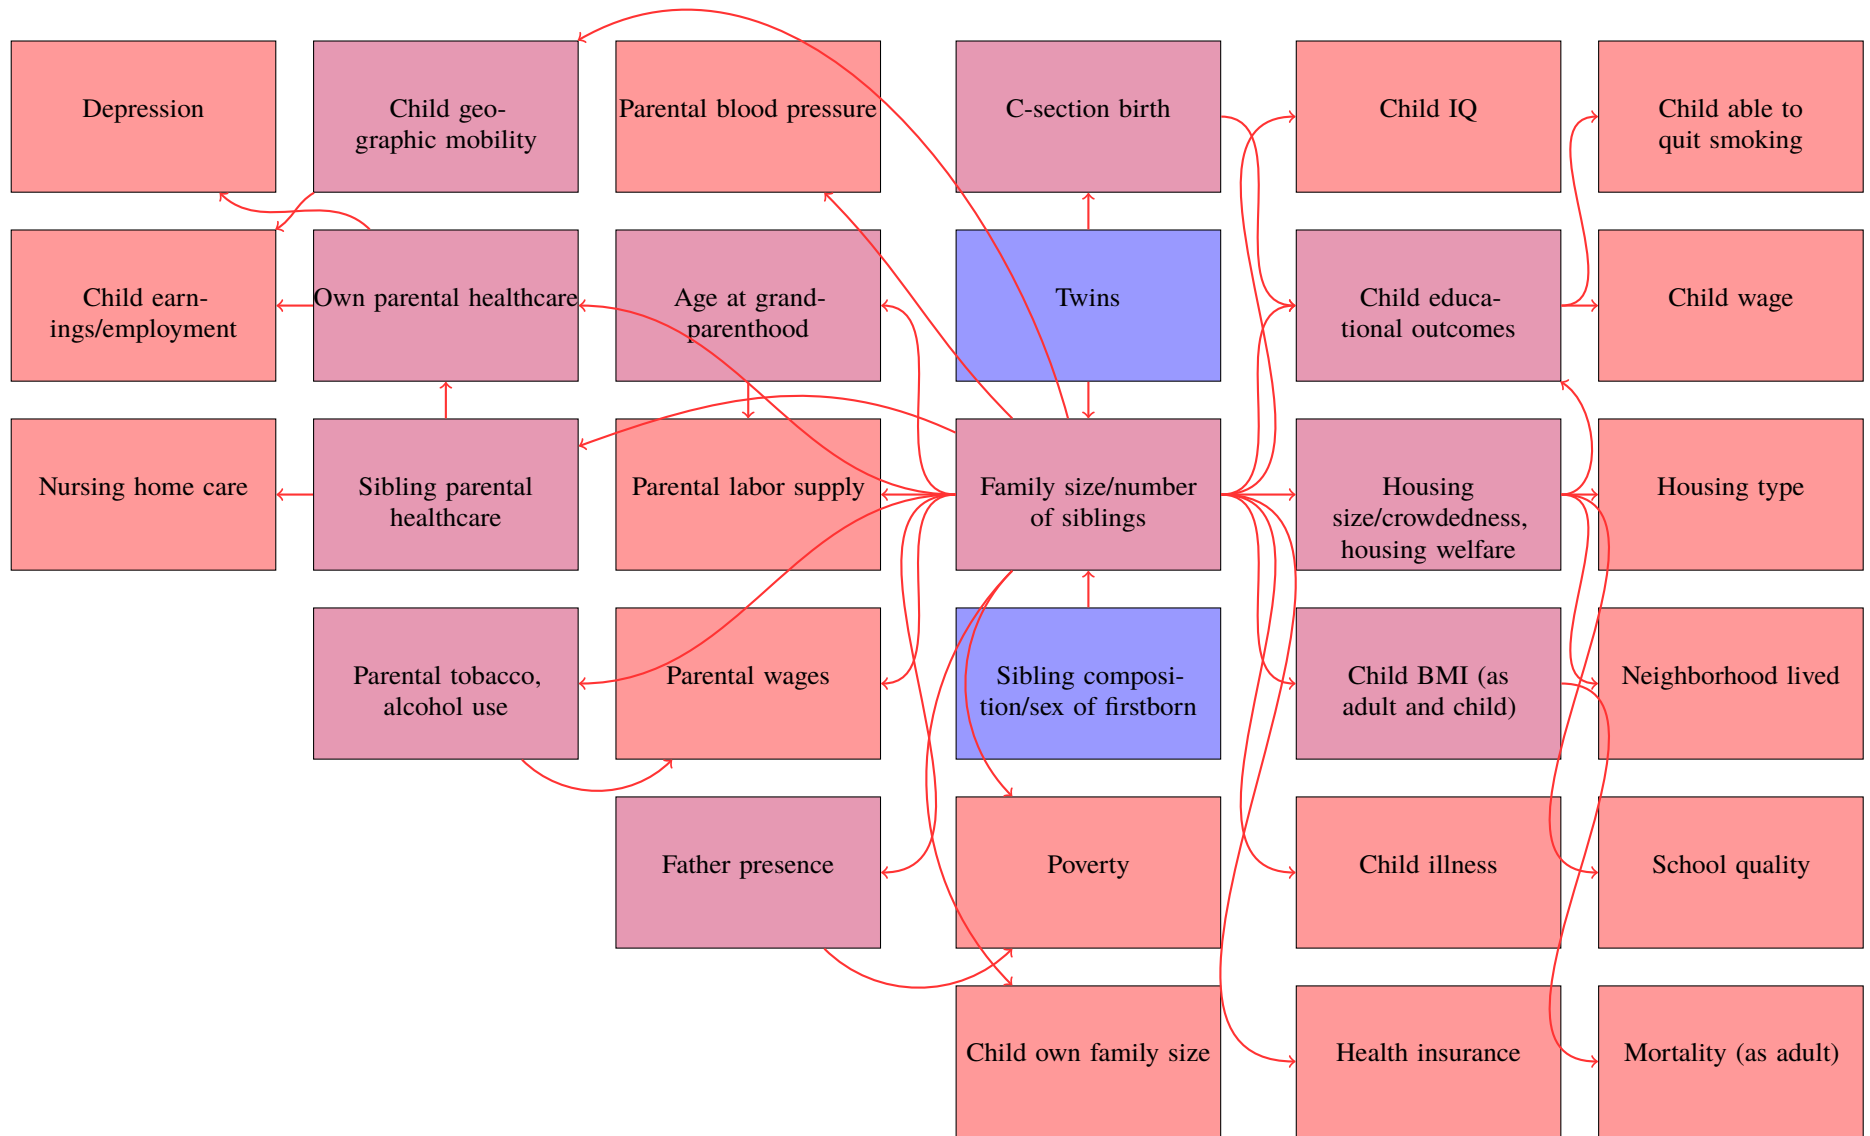 Depression
Child geo-
graphic mobility
Parental blood pressure
C-section birth
Child IQ
Child able to
quit smoking
Child earn-
ings/employment
Own parental healthcare
Age at grand-
parenthood
Twins
Child educa-
tional outcomes
Child wage
Nursing home care
Sibling parental
healthcare
Parental labor supply
Family size/number
of siblings
Housing
size/crowdedness,
housing welfare
Housing type
Parental tobacco,
alcohol use
Parental wages
Sibling composi-
tion/sex of firstborn
Child BMI (as
adult and child)
Neighborhood lived
Father presence
Poverty
Child illness
School quality
Child own family size
Health insurance
Mortality (as adult)